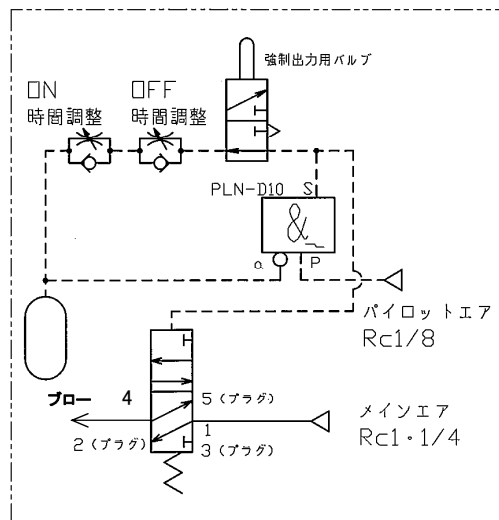 強制出力用バルブ
ON
時間調整
OFF
時間調整
PLN-D10
S
&
a
P
パイロットエア
Rc1/8
ブロー
4
5(プラグ)
メインエア
Rc1・1/4
1
2(プラグ)
3(プラグ)